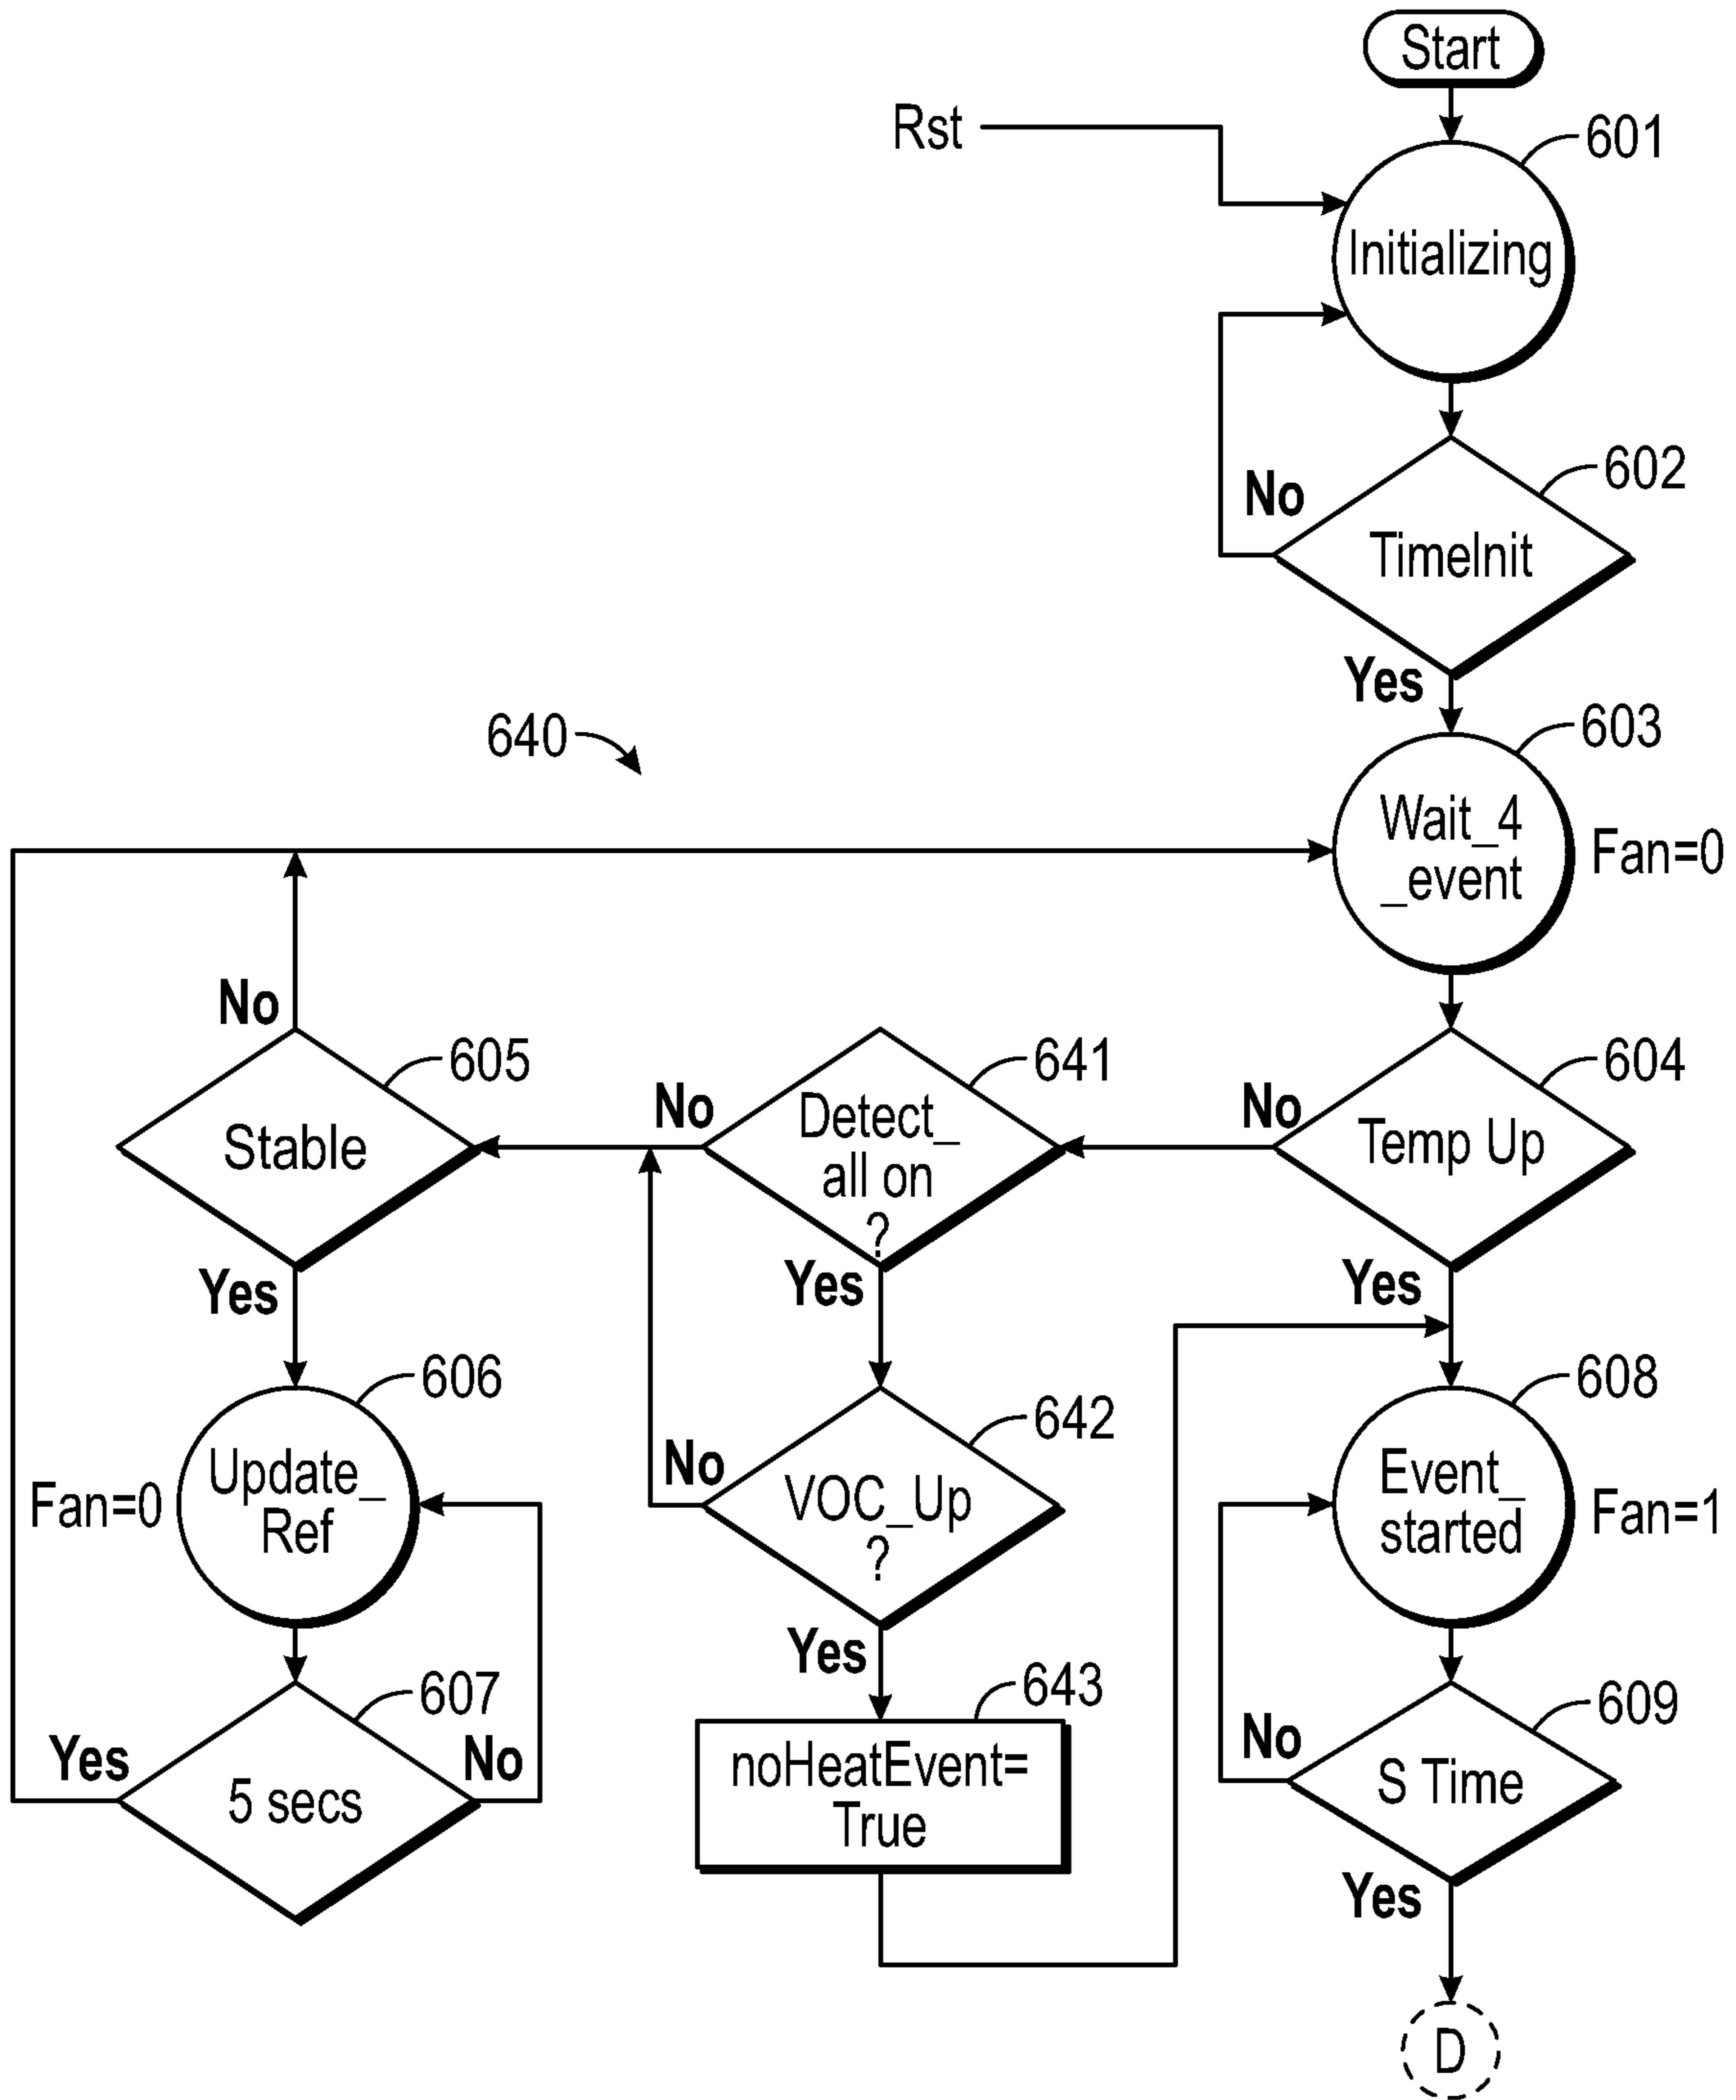 Start
Rst
601
Initializing
602
No
TimeInit
Yes
603
640
Wait_4
_event
Fan=0
No
605
641
604
No
No
Detect_
all on
?
Stable
Temp Up
Yes
Yes
Yes
606
608
642
Update_
Ref
Fan=0
No
VOC_Up
?
Event_
started
Fan=1
Yes
607
643
609
Yes
No
No
5 secs
noHeatEvent=
True
S Time
Yes
D